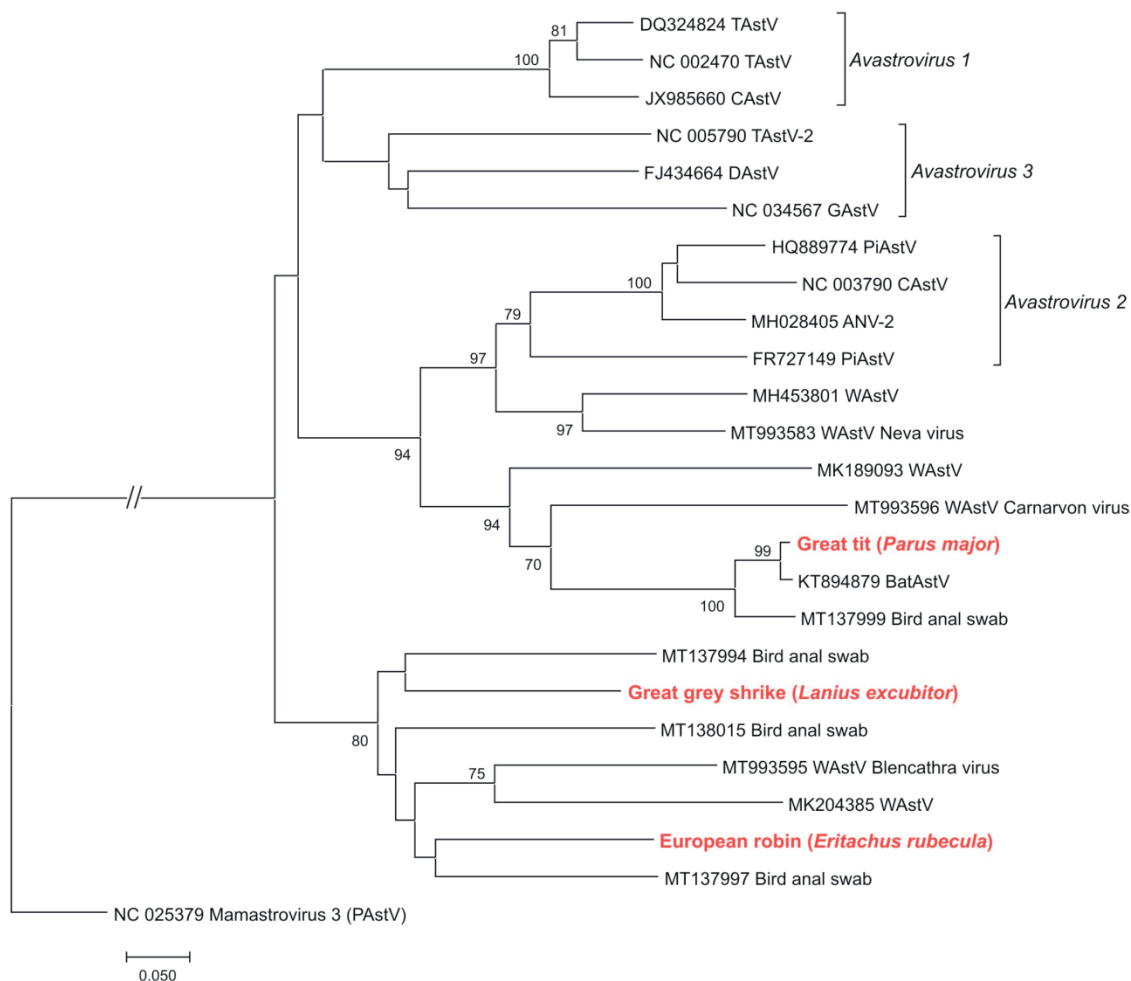 DQ324824 TAstV
81
NC 002470 TAstV
100
Avastrovirus 1
JX985660 CAstV
NC 005790 TAstV-2
FJ434664 DAstV
Avastrovirus 3
NC 034567 GAstV
HQ889774 PiAstV
100
NC 003790 CAstV
Avastrovirus 2
79
MH028405 ANV-2
97
FR727149 PiAstV
MH453801 WAstV
97
MT993583 WAstV Neva virus
94
MK189093 WAstV
94
MT993596 WAstV Carnarvon virus
70
99
Great tit (Parus major)
KT894879 BatAstV
100
MT137999 Bird anal swab
MT137994 Bird anal swab
Great grey shrike (Lanius excubitor)
80
MT138015 Bird anal swab
75
MT993595 WAstV Blencathra virus
MK204385 WAstV
European robin (Eritachus rubecula)
MT137997 Bird anal swab
NC 025379 Mamastrovirus 3 (PAstV)
0.050